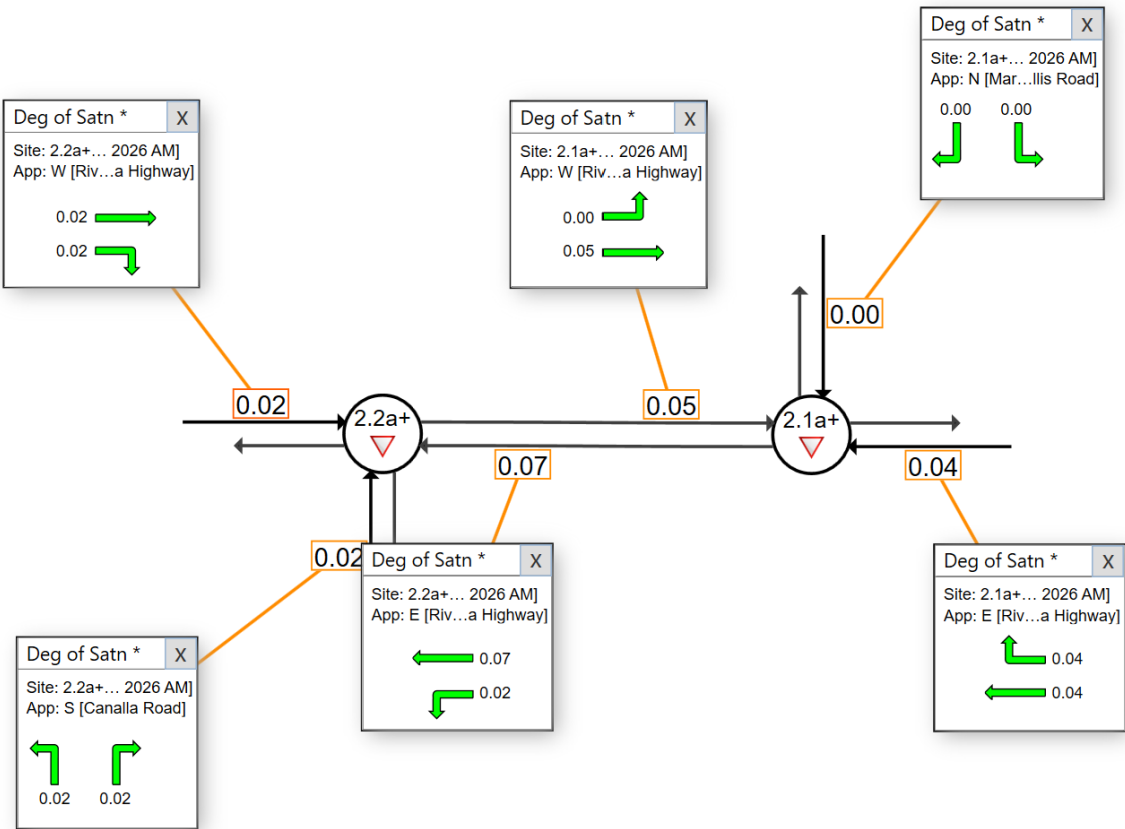 Deg of Satn * X
Site: 2.1a+... 2026 AM]
App: N [Mar...llis Road]
0.00 0.00
Deg of Satn * X
Site: 2.2a+... 2026 AM]
App: W [Riv...a Highway]
0.02
0.02
Deg of Satn * X
Site: 2.1a+... 2026 AM]
App: W [Riv...a Highway]
0.00
0.05
0.00
0.02
2.2a+
0.05
2.1a+
0.07
0.04
0.02
Deg of Satn * X
Site: 2.2a+... 2026 AM]
App: E [Riv...a Highway]
0.07
0.02
Deg of Satn * X
Site: 2.1a+... 2026 AM]
App: E [Riv...a Highway]
0.04
0.04
Deg of Satn * X
Site: 2.2a+... 2026 AM]
App: S [Canalla Road]
0.02 0.02